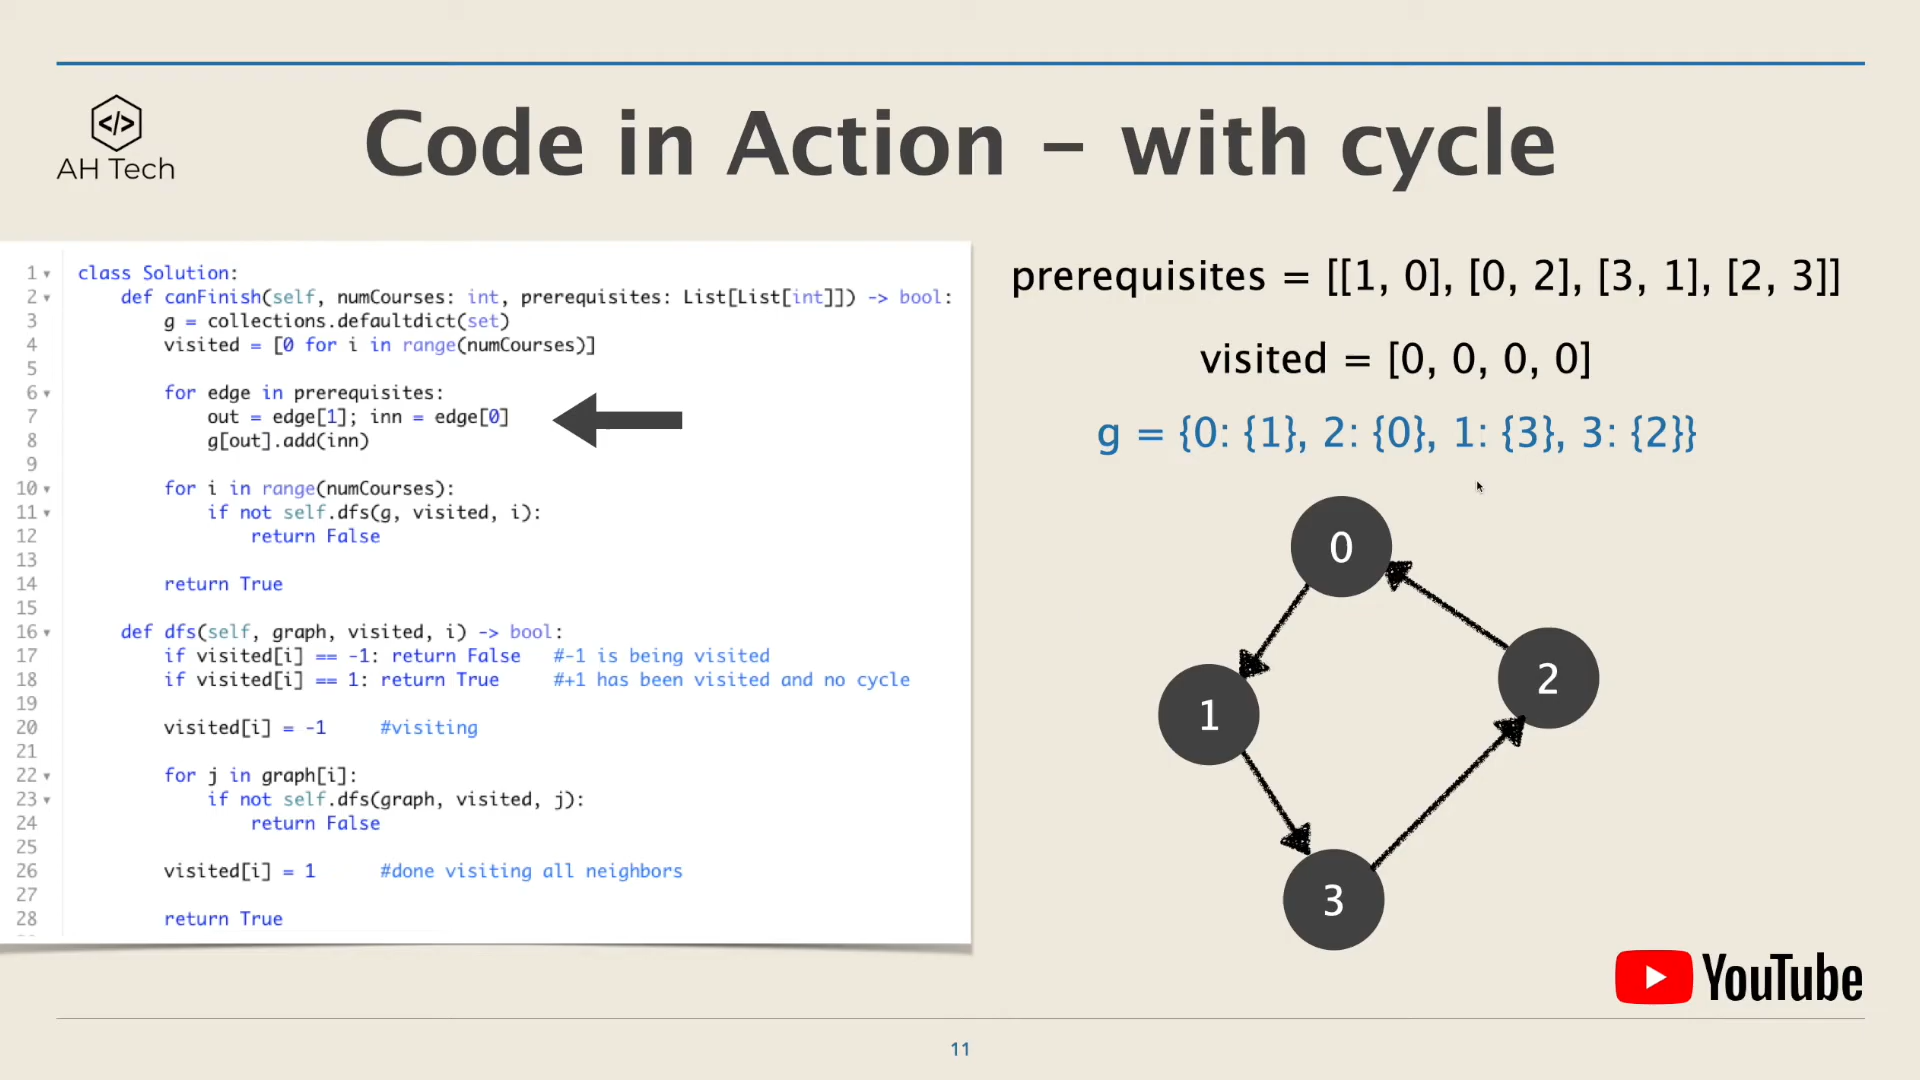 </>
AH Tech
Code in Action - with cycle
1 class Solution:
2 def canFinish(self, numCourses: int, prerequisites: List[List[int]]) -> bool:
3 g = collections.defaultdict(set)
4 visited = [0 for i in range(numCourses)]
5
6 for edge in prerequisites:
7 out = edge[1]; inn = edge[0]
8 g[out].add(inn)
9
10 for i in range(numCourses):
11 if not self.dfs(g, visited, i):
12 return False
13
14 return True
15
16 def dfs(self, graph, visited, i) -> bool:
17 if visited[i] == -1: return False #-1 is being visited
18 if visited[i] == 1: return True #+1 has been visited and no cycle
19
20 visited[i] = -1 #visiting
21
22 for j in graph[i]:
23 if not self.dfs(graph, visited, j):
24 return False
25
26 visited[i] = 1 #done visiting all neighbors
27
28 return True
prerequisites = [[1, 0], [0, 2], [3, 1], [2, 3]]
visited = [0, 0, 0, 0]
g = {0: {1}, 2: {0}, 1: {3}, 3: {2}}
0
2
1
3
YouTube
11